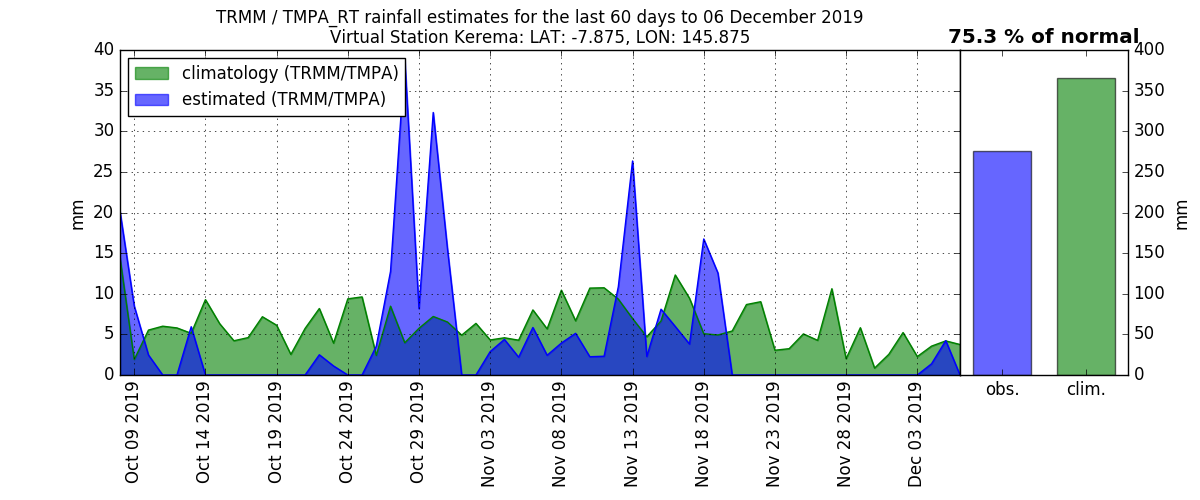 TRMM / TMPA_RT rainfall estimates for the last 60 days to 06 December 2019
Virtual Station Kerema: LAT: -7.875, LON: 145.875
75.3 % of normal
climatology (TRMM/TMPA)
estimated (TRMM/TMPA)
40
35
30
25
20
15
10
5
0
mm
400
350
300
250
200
150
100
50
0
mm
obs.
clim.
Oct 09 2019
Oct 14 2019
Oct 19 2019
Oct 24 2019
Oct 29 2019
Nov 03 2019
Nov 08 2019
Nov 13 2019
Nov 18 2019
Nov 23 2019
Nov 28 2019
Dec 03 2019